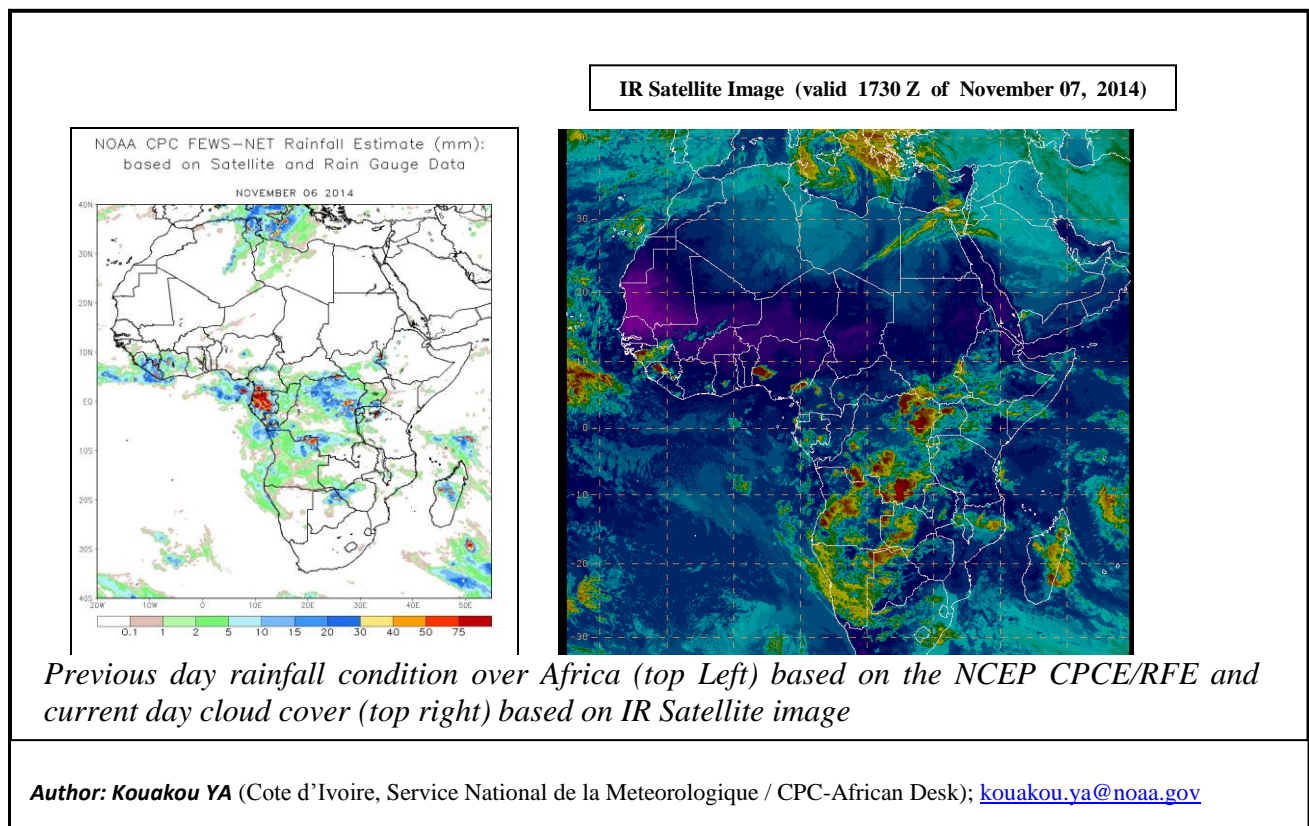 IR Satellite Image (valid 1730 Z of November 07, 2014)
NOAA CPC FEWS-NET Rainfall Estimate (mm):
based on Satellite and Rain Gauge Data
NOVEMBER 06 2014
40N
30N
20N
10N
EQ
10S
20S
30S
40S
20W 10W 0 10E 20E 30E 40E 50E
0.1 1 2 5 10 15 20 30 40 50 75
30
20
10
0
-10
-20
-30
Previous day rainfall condition over Africa (top Left) based on the NCEP CPCE/RFE and
current day cloud cover (top right) based on IR Satellite image
Author: Kouakou YA (Cote d’Ivoire, Service National de la Meteorologique / CPC-African Desk); kouakou.ya@noaa.gov